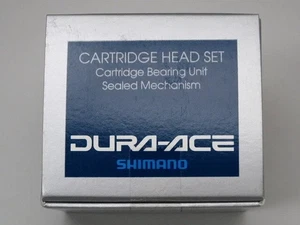 CARTRIDGE HEAD SET
Cartridge Bearing Unit
Sealed Mechanism
DURA-ACE
SHIMANO